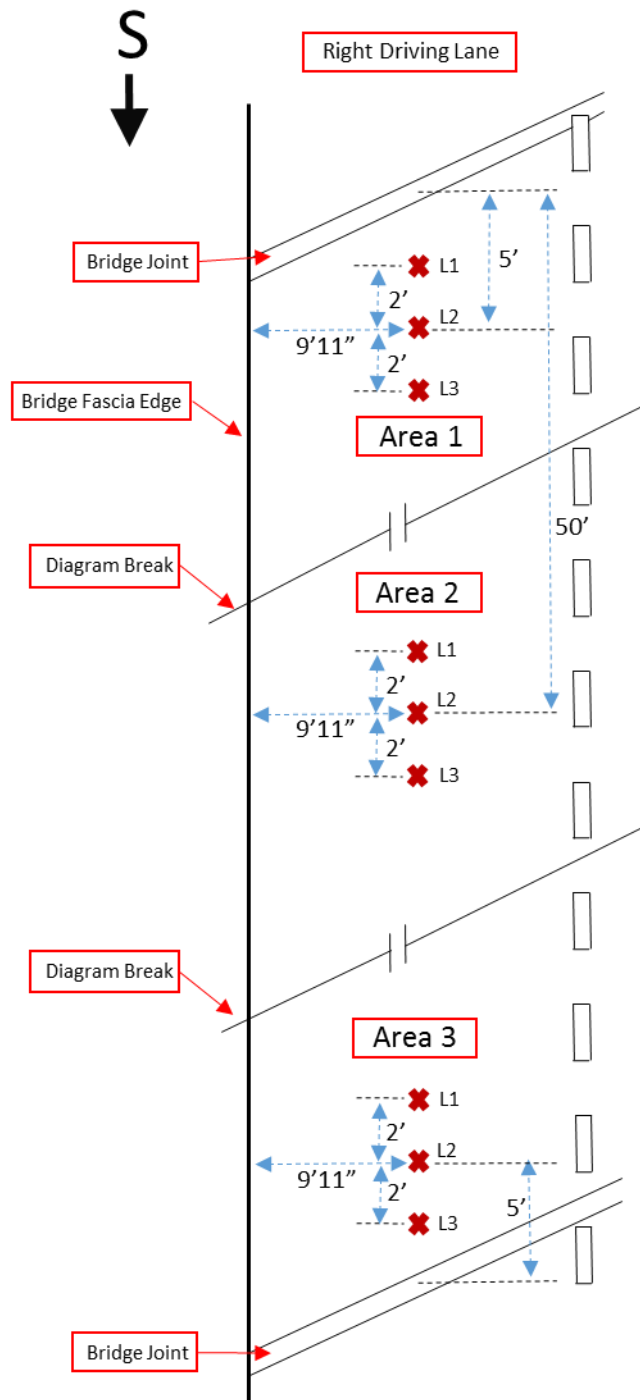 S
Right Driving Lane
Bridge Joint
L1
5’
2’
L2
9’11”
2’
L3
Bridge Fascia Edge
Area 1
50’
Diagram Break
Area 2
L1
2’
L2
9’11”
2’
L3
Diagram Break
Area 3
L1
2’
L2
9’11”
2’
5’
L3
Bridge Joint